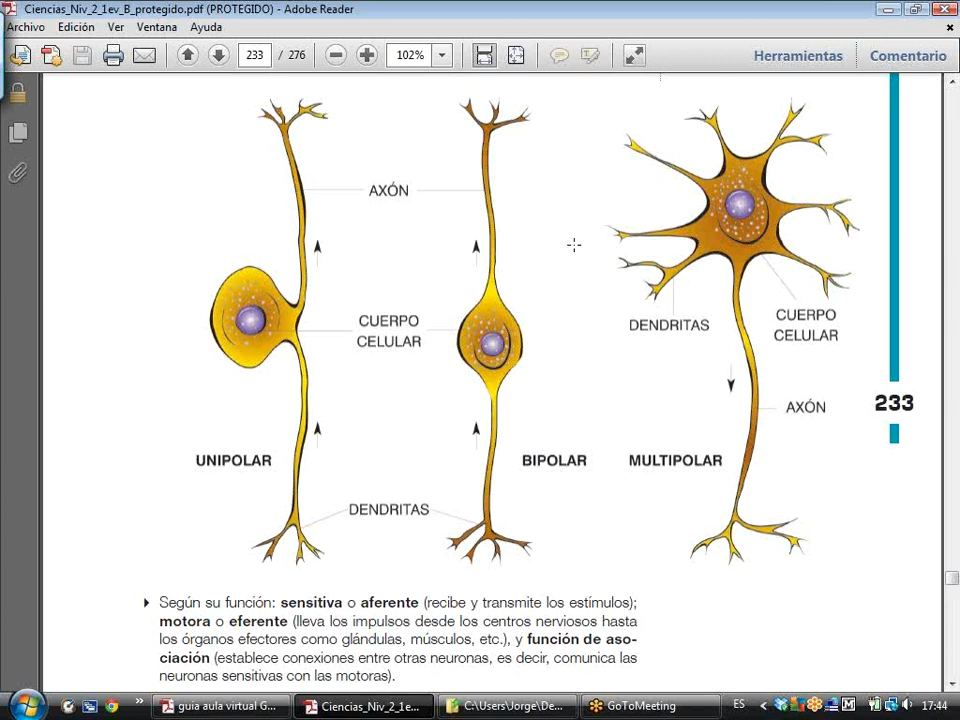 Ciencias_Niv_2_1ev_B_protegido.pdf (PROTEGIDO) - Adobe Reader
Archivo Edición Ver Ventana Ayuda
233 / 276 102% Herramientas Comentario
AXÓN
CUERPO
CELULAR
DENDRITAS
CUERPO
CELULAR
AXÓN
233
UNIPOLAR BIPOLAR MULTIPOLAR
DENDRITAS
Según su función: sensitiva o aferente (recibe y transmite los estímulos);
motora o eferente (lleva los impulsos desde los centros nerviosos hasta
los órganos efectores como glándulas, músculos, etc.), y función de aso-
ciación (establece conexiones entre otras neuronas, es decir, comunica las
neuronas sensitivas con las motoras).
guia aula virtual G... Ciencias_Niv_2_1e... C:\Users\Jorge\De... GoToMeeting ES 17:44